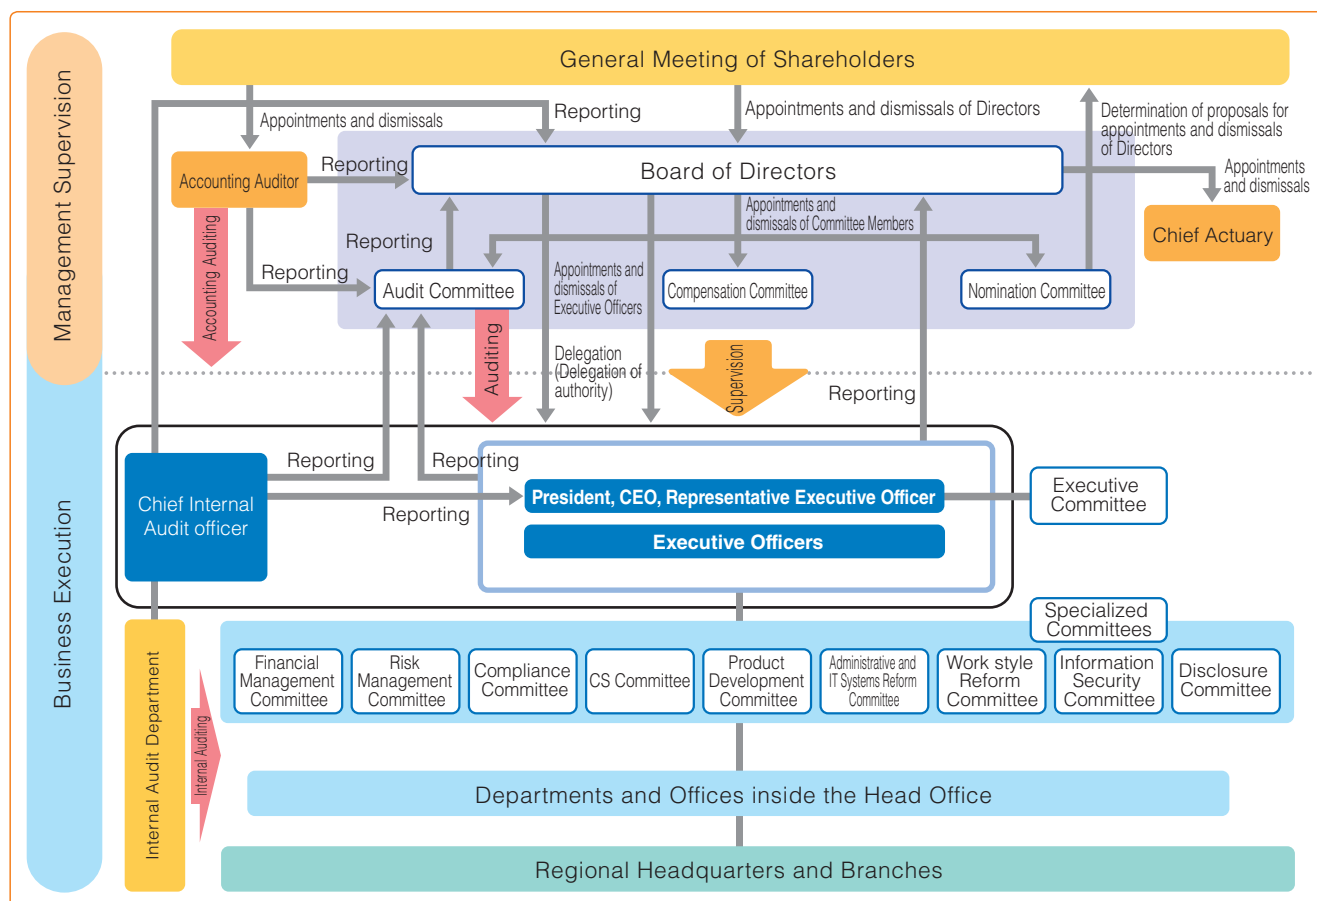 Management Supervision
Business Execution
General Meeting of Shareholders
Appointments and dismissals
Reporting
Appointments and dismissals of Directors
Determination of proposals for
appointments and dismissals
of Directors
Accounting Auditor
Reporting
Board of Directors
Appointments
and dismissals
Chief Actuary
Accounting Auditing
Reporting
Reporting
Appointments and
dismissals of Committee Members
Audit Committee
Appointments and
dismissals of
Executive Officers
Compensation Committee
Nomination Committee
Auditing
Delegation
(Delegation of
authority)
Supervision
Reporting
Chief Internal
Audit officer
Reporting
Reporting
Reporting
President, CEO, Representative Executive Officer
Executive Officers
Executive
Committee
Specialized
Committees
Internal Audit Department
Internal Auditing
Financial
Management
Committee
Risk
Management
Committee
Compliance
Committee
CS Committee
Product
Development
Committee
Administrative and
IT Systems Reform
Committee
Work style
Reform
Committee
Information
Security
Committee
Disclosure
Committee
Departments and Offices inside the Head Office
Regional Headquarters and Branches